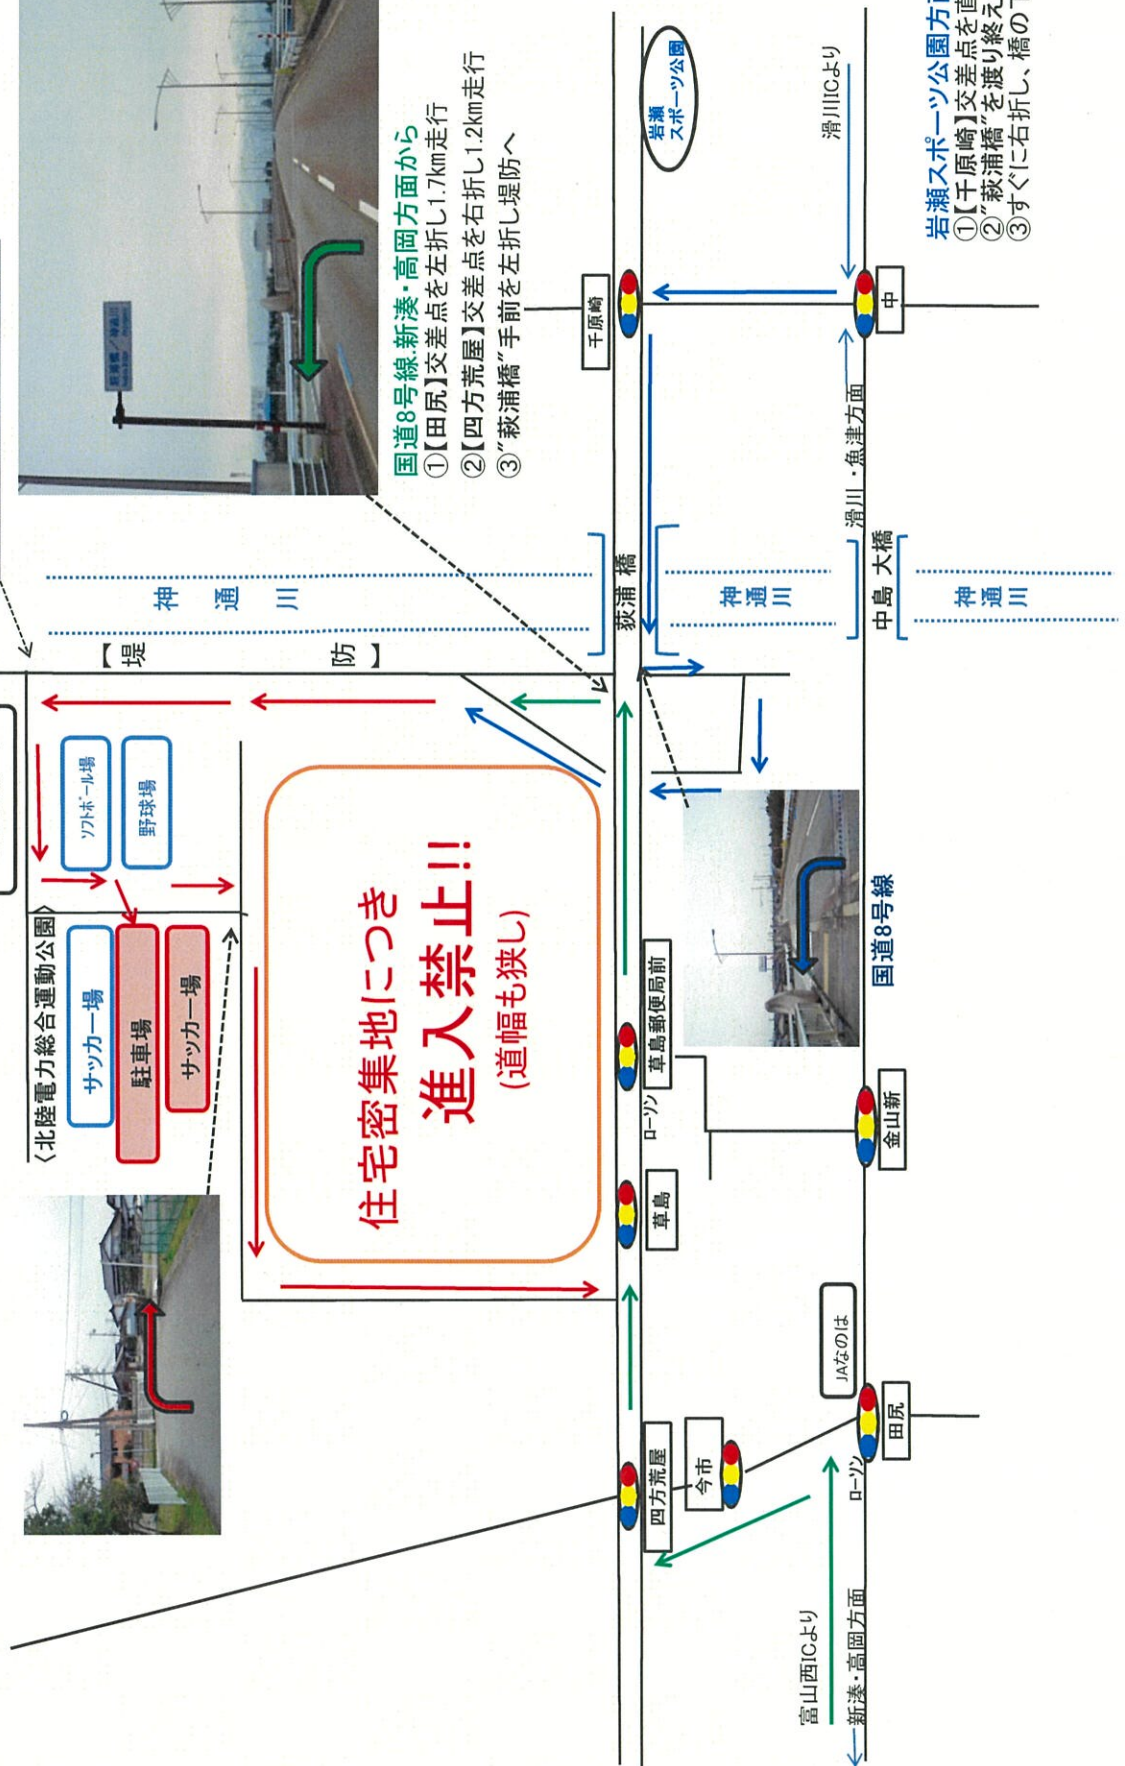 〈北陸電力総合運動公園〉
サッカー場
駐車場
サッカー場
ソフトボール場
野球場
【堤防】
神通川
萩浦橋/神通川
国道8号線.新湊・高岡方面から
①【田尻】交差点を左折し1.7km走行
②【四方荒屋】交差点を右折し1.2km走行
③"萩浦橋"手前を左折し堤防へ
住宅密集地につき
進入禁止!!
(道幅も狭し)
四方荒屋
今市
草島
ローソン
草島郵便局前
荻浦橋
千原崎
岩瀬
スポーツ公園
神通川
富山西ICより
新湊・高岡方面
ローソン
田尻
JAなのは
金山新
国道8号線
中島大橋
滑川・魚津方面
中
滑川ICより
神通川
岩瀬スポーツ公園方
①【千原崎】交差点を直
②"萩浦橋"を渡り終え
③すぐに右折し、橋の